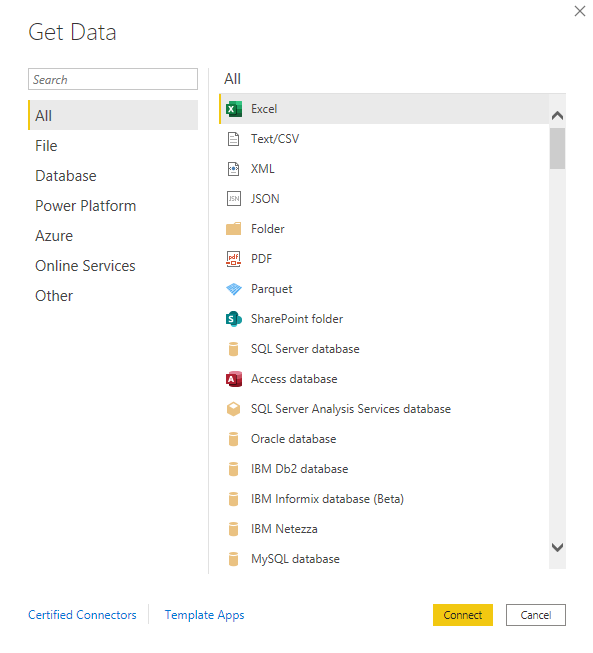 Get Data
Search
All
File
Database
Power Platform
Azure
Online Services
Other
All
Excel
Text/CSV
XML
JSON
Folder
PDF
Parquet
SharePoint folder
SQL Server database
Access database
SQL Server Analysis Services database
Oracle database
IBM Db2 database
IBM Informix database (Beta)
IBM Netezza
MySQL database
Certified Connectors
Template Apps
Connect
Cancel